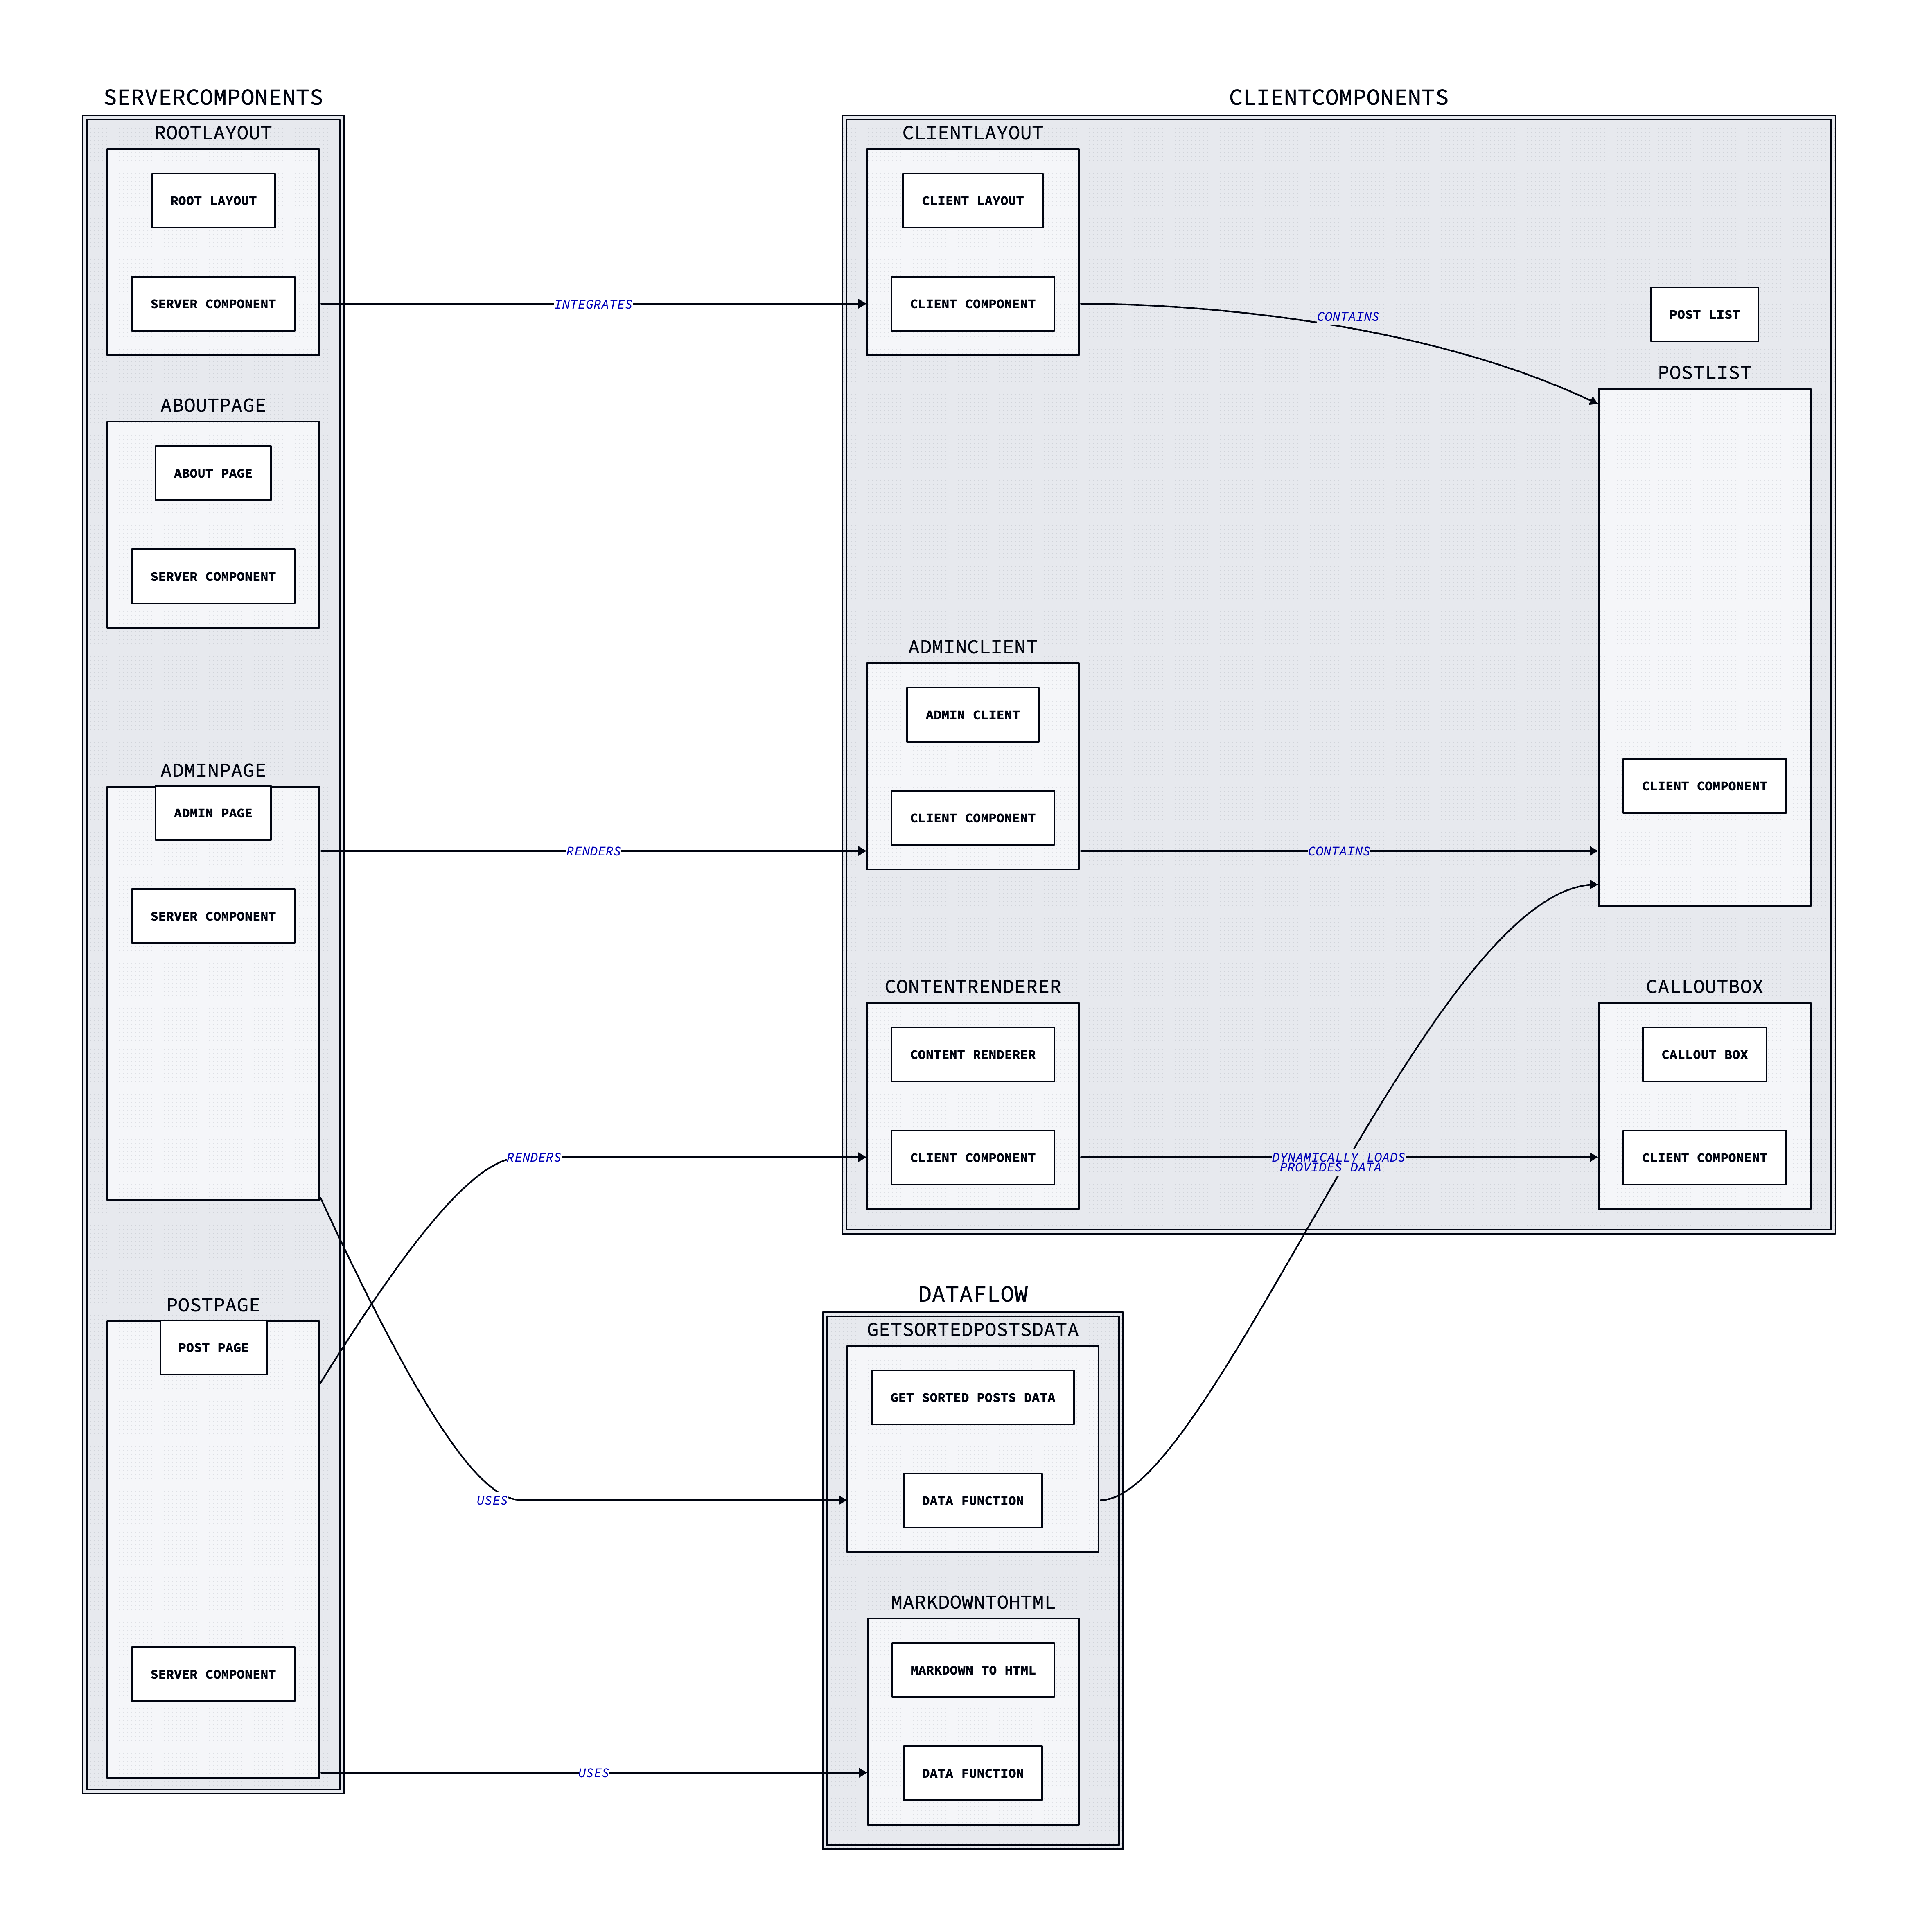 SERVERCOMPONENTS
ROOTLAYOUT
ROOT LAYOUT
SERVER COMPONENT
ABOUTPAGE
ABOUT PAGE
SERVER COMPONENT
ADMINPAGE
ADMIN PAGE
SERVER COMPONENT
POSTPAGE
POST PAGE
SERVER COMPONENT
INTEGRATES
RENDERS
RENDERS
USES
USES
CLIENTCOMPONENTS
CLIENTLAYOUT
CLIENT LAYOUT
CLIENT COMPONENT
ADMINCLIENT
ADMIN CLIENT
CLIENT COMPONENT
CONTENTRENDERER
CONTENT RENDERER
CLIENT COMPONENT
CONTAINS
CONTAINS
DYNAMICALLY LOADS
PROVIDES DATA
POST LIST
POSTLIST
CLIENT COMPONENT
CALLOUTBOX
CALLOUT BOX
CLIENT COMPONENT
DATAFLOW
GETSORTEDPOSTSDATA
GET SORTED POSTS DATA
DATA FUNCTION
MARKDOWNTOHTML
MARKDOWN TO HTML
DATA FUNCTION